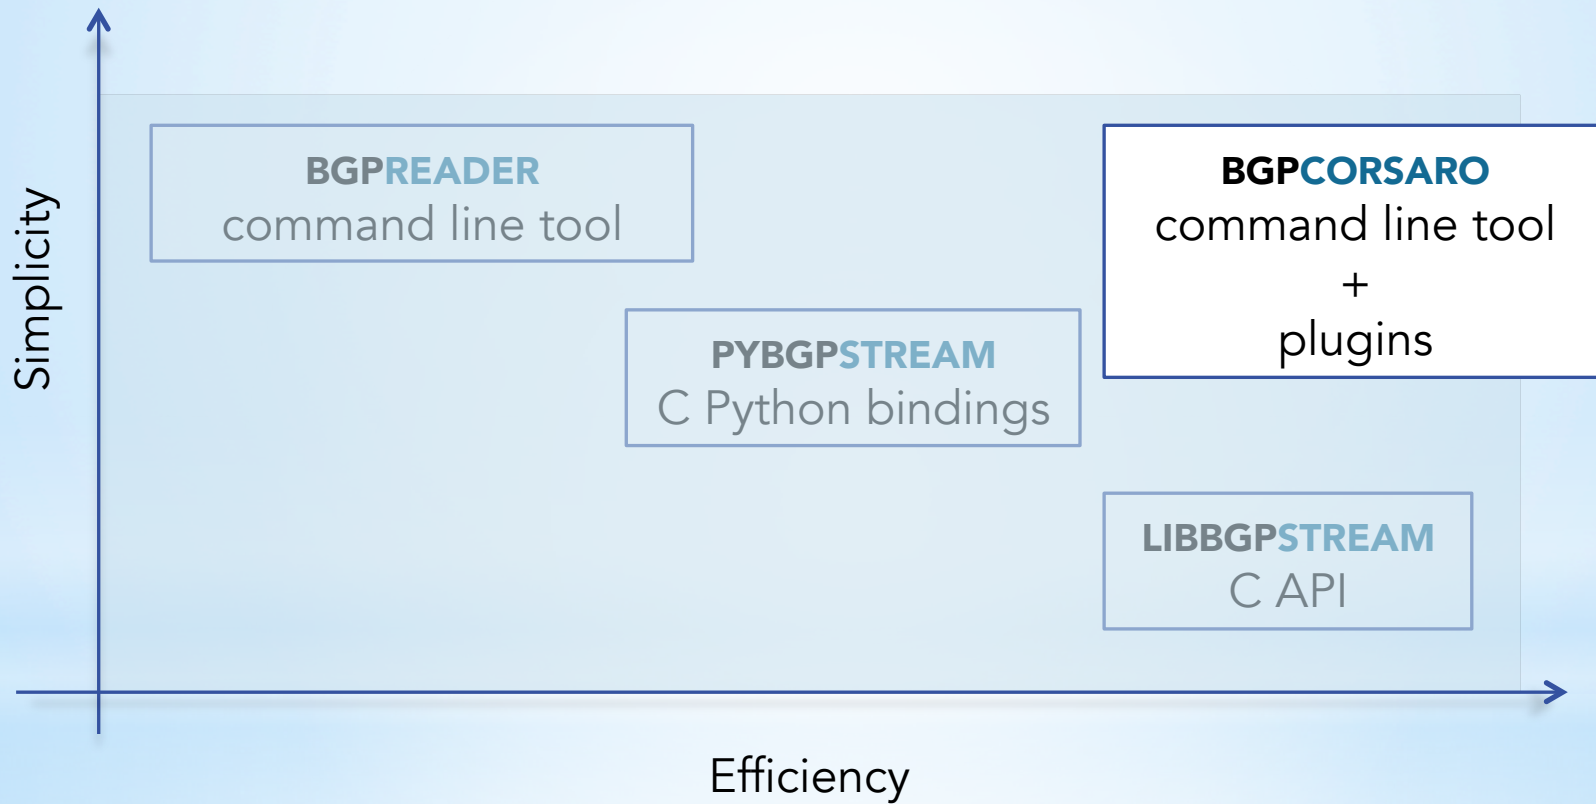 Simplicity
BGPREADER
command line tool
BGPCORSARO
command line tool
+
plugins
PYBGPSTREAM
C Python bindings
LIBBGPSTREAM
C API
Efficiency